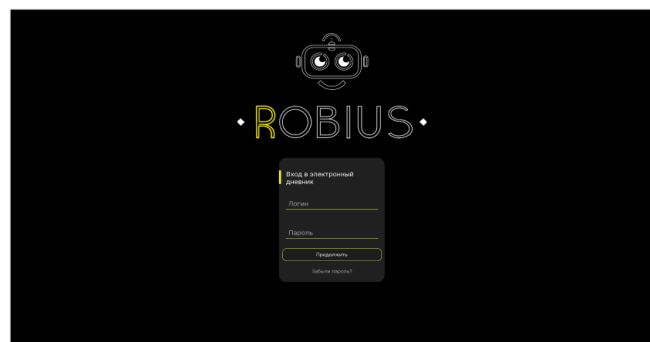 ROBIUS
Вход в электронный
дневник
Логин
Пароль
Продолжить
Забыли пароль?